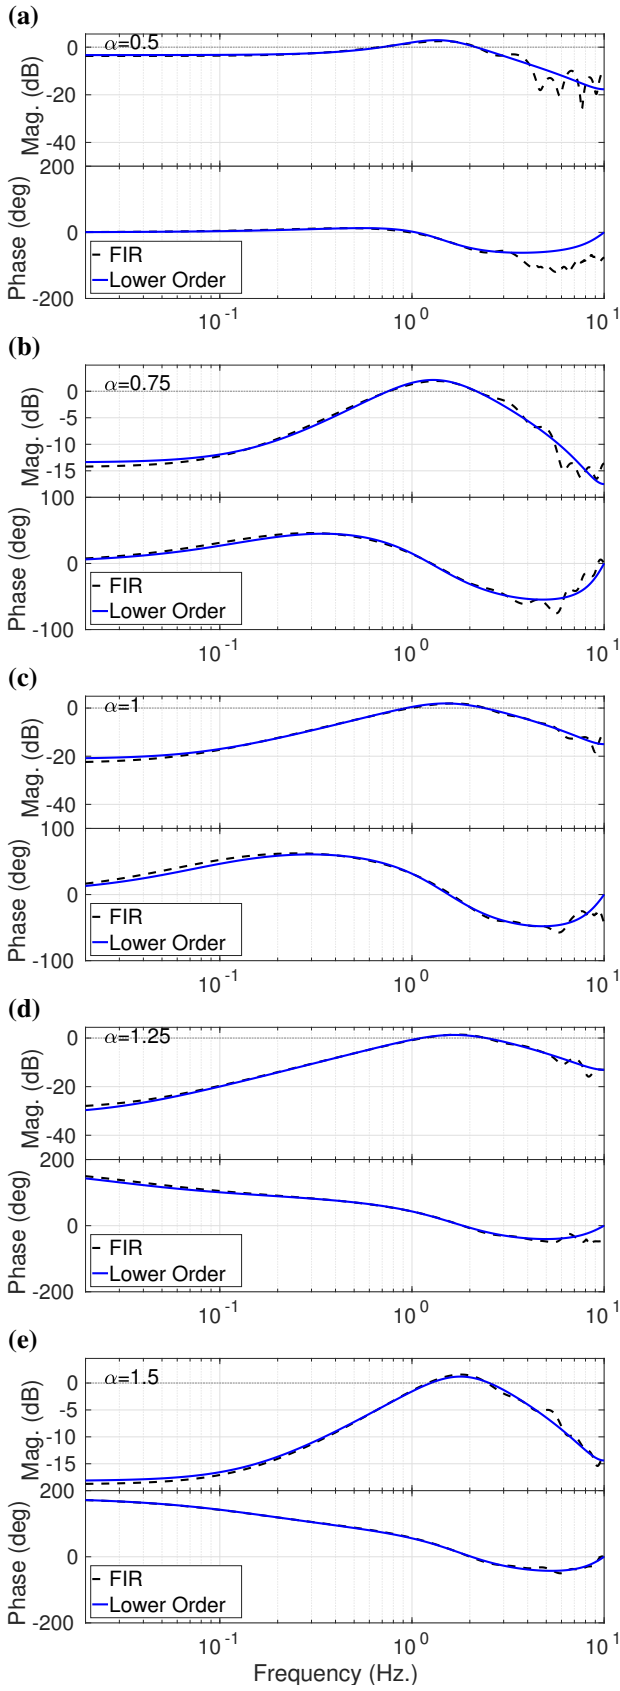 (a)
α=0.5
0
-20
-40
Mag. (dB)
200
0
-200
Phase (deg)
FIR
Lower Order
10^-1
10^0
10^1
(b)
α=0.75
0
-5
-10
-15
Mag. (dB)
100
0
-100
Phase (deg)
FIR
Lower Order
10^-1
10^0
10^1
(c)
α=1
0
-20
-40
Mag. (dB)
100
0
-100
Phase (deg)
FIR
Lower Order
10^-1
10^0
10^1
(d)
α=1.25
0
-20
-40
Mag. (dB)
200
0
-200
Phase (deg)
FIR
Lower Order
10^-1
10^0
10^1
(e)
α=1.5
0
-5
-10
-15
Mag. (dB)
200
0
-200
Phase (deg)
FIR
Lower Order
10^-1
10^0
10^1
Frequency (Hz.)